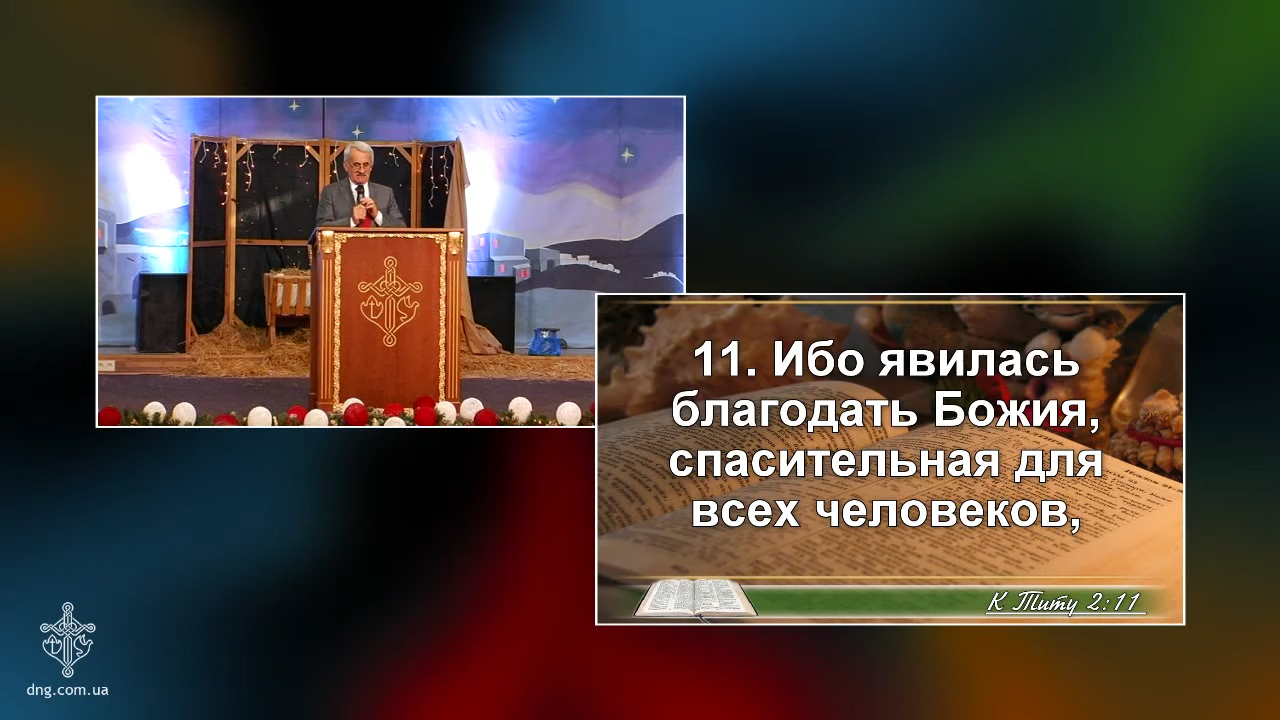 11. Ибо явилась
благодать Божия,
спасительная для
всех человеков,
К Титу 2:11
dng.com.ua